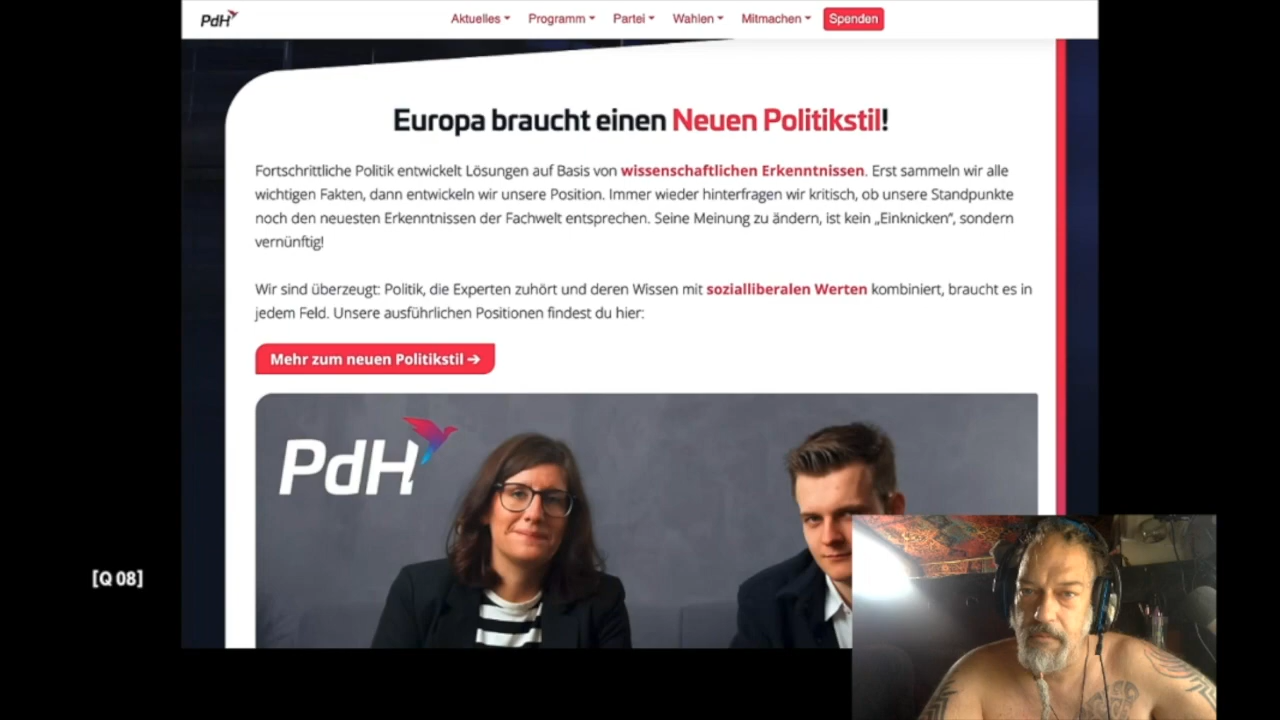 PdH
Aktuelles Programm Partei Wahlen Mitmachen Spenden
Europa braucht einen Neuen Politikstil!
Fortschrittliche Politik entwickelt Lösungen auf Basis von wissenschaftlichen Erkenntnissen. Erst sammeln wir alle
wichtigen Fakten, dann entwickeln wir unsere Position. Immer wieder hinterfragen wir kritisch, ob unsere Standpunkte
noch den neuesten Erkenntnissen der Fachwelt entsprechen. Seine Meinung zu ändern, ist kein „Einknicken“, sondern
vernünftig!
Wir sind überzeugt: Politik, die Experten zuhört und deren Wissen mit sozialliberalen Werten kombiniert, braucht es in
jedem Feld. Unsere ausführlichen Positionen findest du hier:
Mehr zum neuen Politikstil →
PdH
[Q 08]